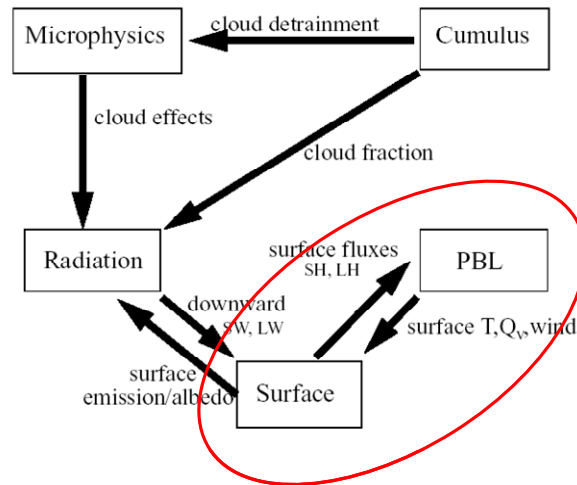 Microphysics
cloud detrainment
Cumulus
cloud effects
cloud fraction
Radiation
surface fluxes
SH, LH
PBL
downward
SW, LW
surface T,Qv,wind
surface
emission/albedo
Surface